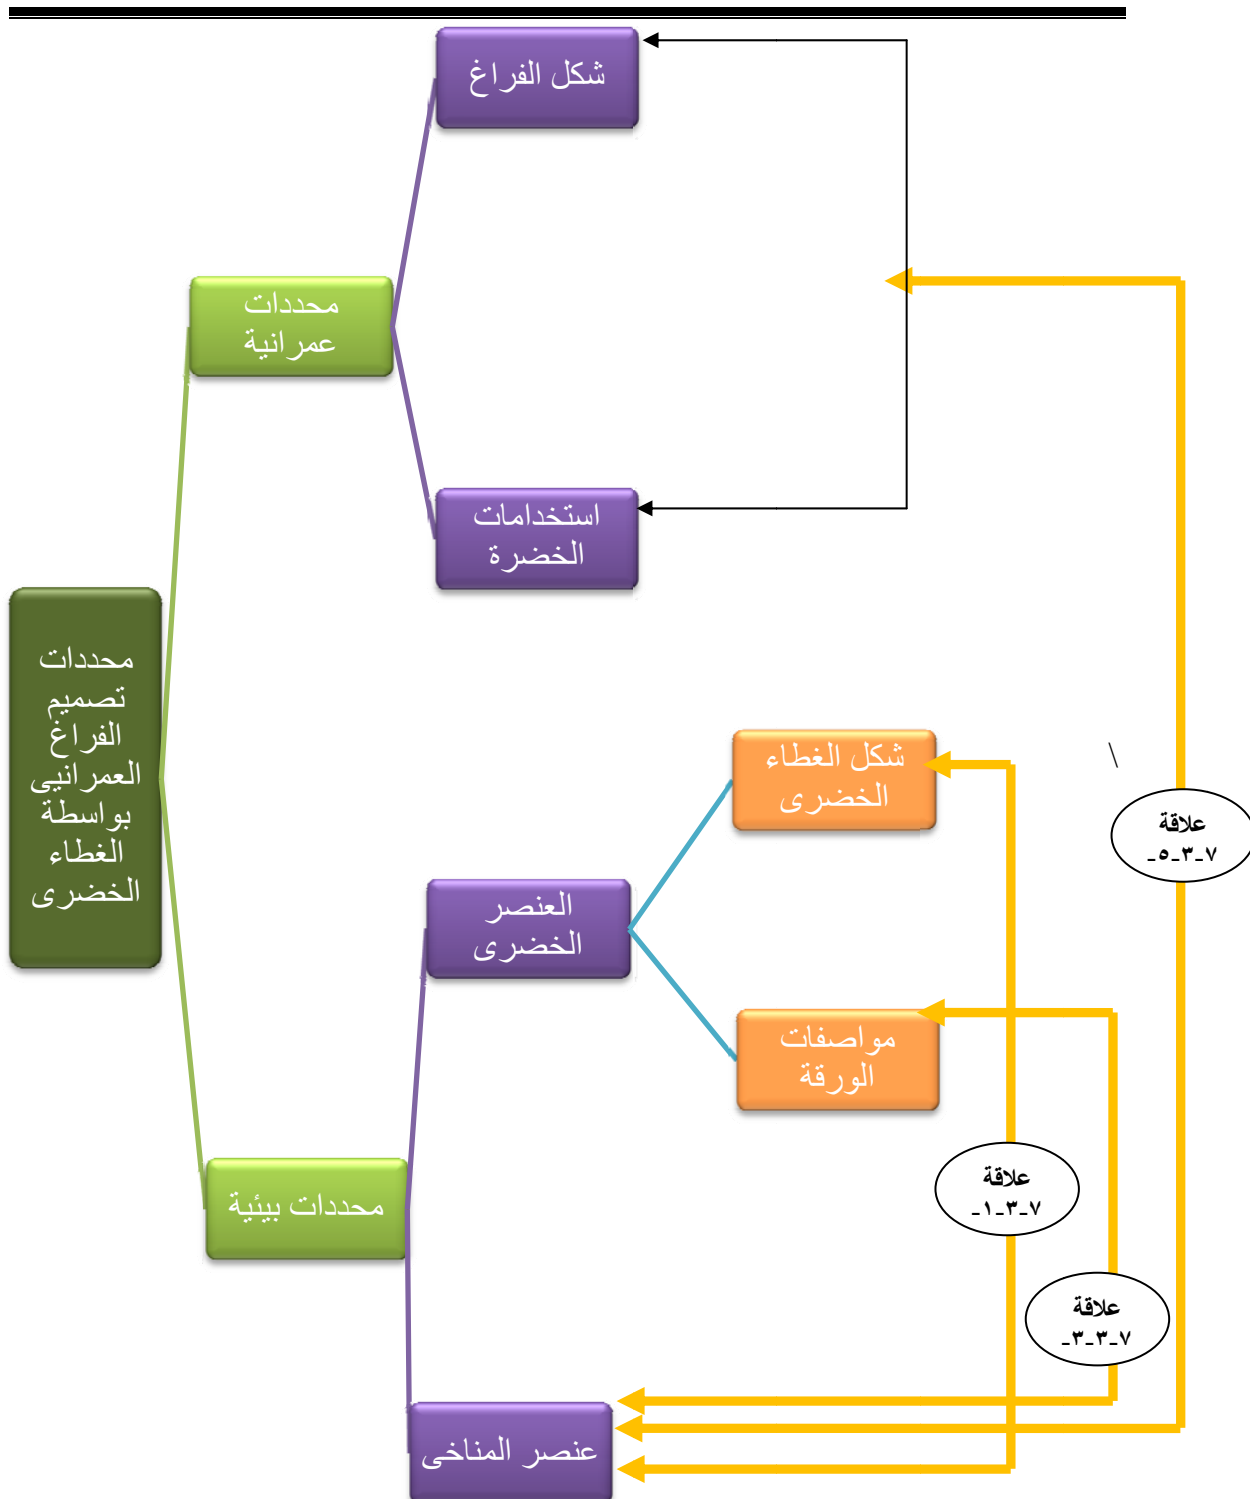 شكل الفراغ
محددات
عمرانية
استخدامات
الخضرة
محددات
تصميم
الفراغ
العمرانيى
بواسطة
الغطاء
الخضرى
شكل الغطاء
الخضرى
\
علاقة
٧-٣-٥-
العنصر
الخضرى
مواصفات
الورقة
علاقة
٧-٣-١-
محددات بيئية
علاقة
٧-٣-٣-
عنصر المناخى